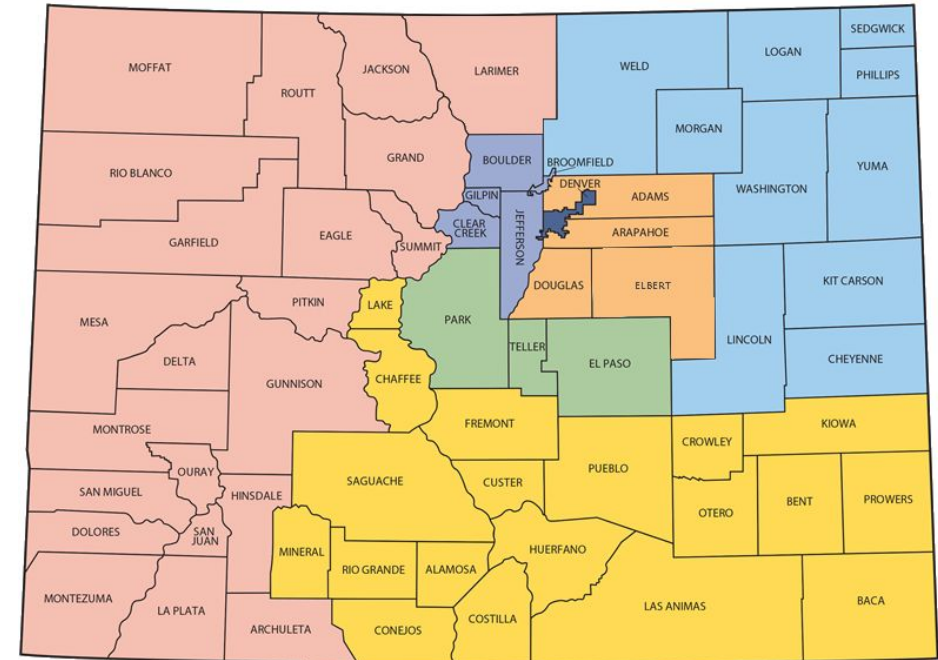 MOFFAT
ROUTT
JACKSON
LARIMER
WELD
LOGAN
SEDGWICK
PHILLIPS
MORGAN
RIO BLANCO
GRAND
BOULDER
BROOMFIELD
WASHINGTON
YUMA
GILPIN
DENVER
ADAMS
GARFIELD
EAGLE
SUMMIT
CLEAR
CREEK
JEFFERSON
ARAPAHOE
MESA
PITKIN
LAKE
PARK
DOUGLAS
ELBERT
KIT CARSON
LINCOLN
DELTA
GUNNISON
CHAFFEE
TELLER
EL PASO
CHEYENNE
MONTROSE
FREMONT
CROWLEY
KIOWA
OURAY
SAN MIGUEL
HINSDALE
SAGUACHE
CUSTER
PUEBLO
OTERO
BENT
PROWERS
DOLORES
SAN
JUAN
MINERAL
RIO GRANDE
ALAMOSA
HUERFANO
MONTEZUMA
LA PLATA
ARCHULETA
CONEJOS
COSTILLA
LAS ANIMAS
BACA